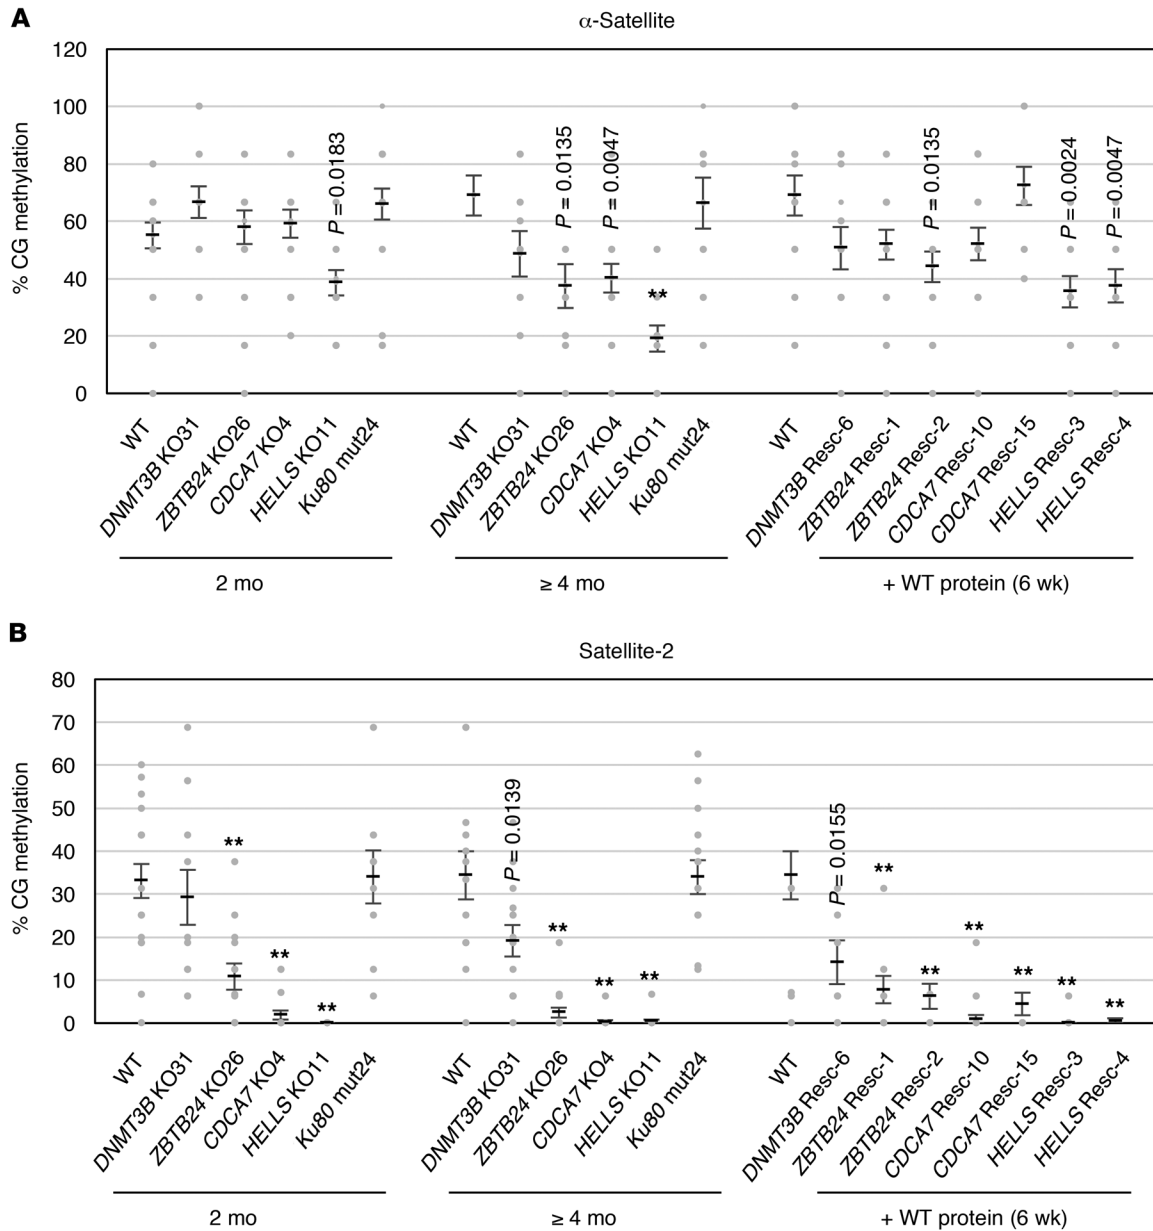 A
α-Satellite
% CG methylation
120
100
80
60
40
20
0
P = 0.0183
P = 0.0135
P = 0.0047
**
P = 0.0135
P = 0.0024
P = 0.0047
WT
DNMT3B KO31
ZBTB24 KO26
CDCA7 KO4
HELLS KO11
Ku80 mut24
WT
DNMT3B KO31
ZBTB24 KO26
CDCA7 KO4
HELLS KO11
Ku80 mut24
WT
DNMT3B Resc-6
ZBTB24 Resc-1
ZBTB24 Resc-2
CDCA7 Resc-10
CDCA7 Resc-15
HELLS Resc-3
HELLS Resc-4
2 mo
≥ 4 mo
+ WT protein (6 wk)
B
Satellite-2
% CG methylation
80
70
60
50
40
30
20
10
0
**
**
**
P = 0.0139
**
**
**
P = 0.0155
**
**
**
**
**
**
WT
DNMT3B KO31
ZBTB24 KO26
CDCA7 KO4
HELLS KO11
Ku80 mut24
WT
DNMT3B KO31
ZBTB24 KO26
CDCA7 KO4
HELLS KO11
Ku80 mut24
WT
DNMT3B Resc-6
ZBTB24 Resc-1
ZBTB24 Resc-2
CDCA7 Resc-10
CDCA7 Resc-15
HELLS Resc-3
HELLS Resc-4
2 mo
≥ 4 mo
+ WT protein (6 wk)